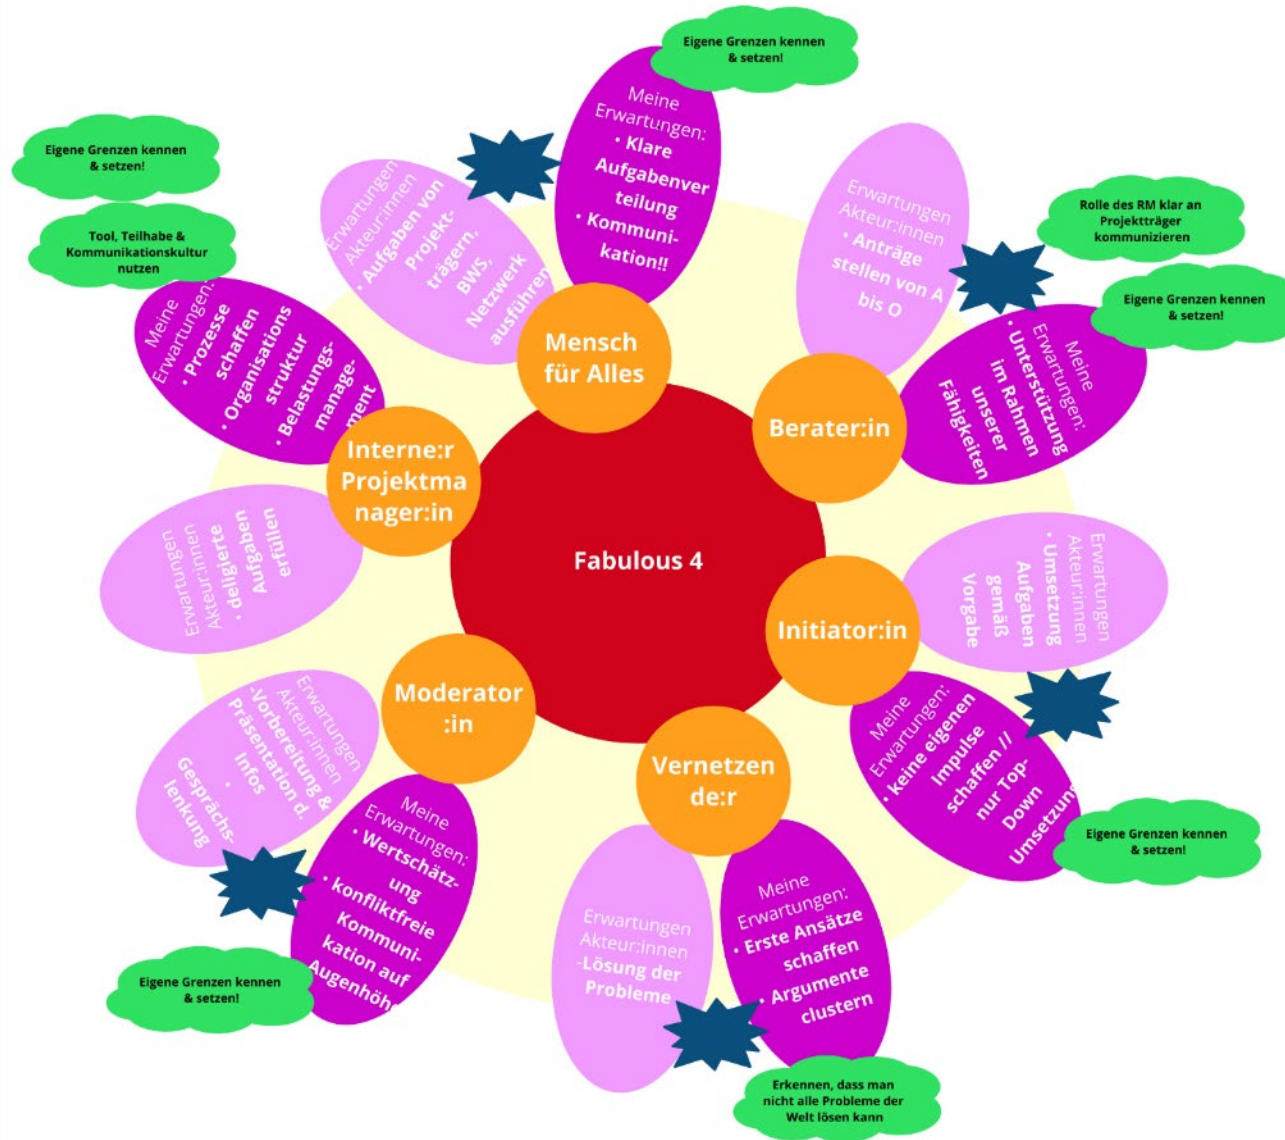 Eigene Grenzen kennen
& setzen!
Meine
Erwartungen:
• Klare
Aufgabenver
teilung
• Kommuni-
kation!!
Erwartungen
Akteur:innen
• Aufgaben von
Projekt-
trägern,
BWS,
Netzwerk
ausführen
Mensch
für Alles
Erwartungen
Akteur:innen
• Anträge
stellen von A
bis O
Rolle des RM klar an
Projektträger
kommunizieren
Eigene Grenzen kennen
& setzen!
Meine
Erwartungen:
• Unterstützung
im Rahmen
unserer
Fähigkeiten
Berater:in
Erwartungen
Akteur:innen
• Umsetzung
Aufgaben
gemäß
Vorgabe
Initiator:in
Meine
Erwartungen:
• keine eigenen
Impulse
schaffen //
nur Top-
Down
Umsetzung
Eigene Grenzen kennen
& setzen!
Vernetzen
de:r
Meine
Erwartungen:
• Erste Ansätze
schaffen
• Argumente
clustern
Erkennen, dass man
nicht alle Probleme der
Welt lösen kann
Erwartungen
Akteur:innen
-Lösung der
Probleme
Moderator
:in
Meine
Erwartungen:
• Wertschätz-
ung
• konfliktfreie
Kommuni-
kation auf
Augenhöhe
Eigene Grenzen kennen
& setzen!
Erwartungen
Akteur:innen
-Vorbereitung &
Präsentation d.
Infos
•
Gesprächs-
lenkung
Erwartungen
Akteur:innen
• deligierte
Aufgaben
erfüllen
Interne:r
Projektma
nager:in
Meine
Erwartungen:
• Prozesse
schaffen
• Organisations
struktur
• Belastungs-
manage-
ment
Eigene Grenzen kennen
& setzen!
Tool, Teilhabe &
Kommunikationskultur
nutzen
Fabulous 4